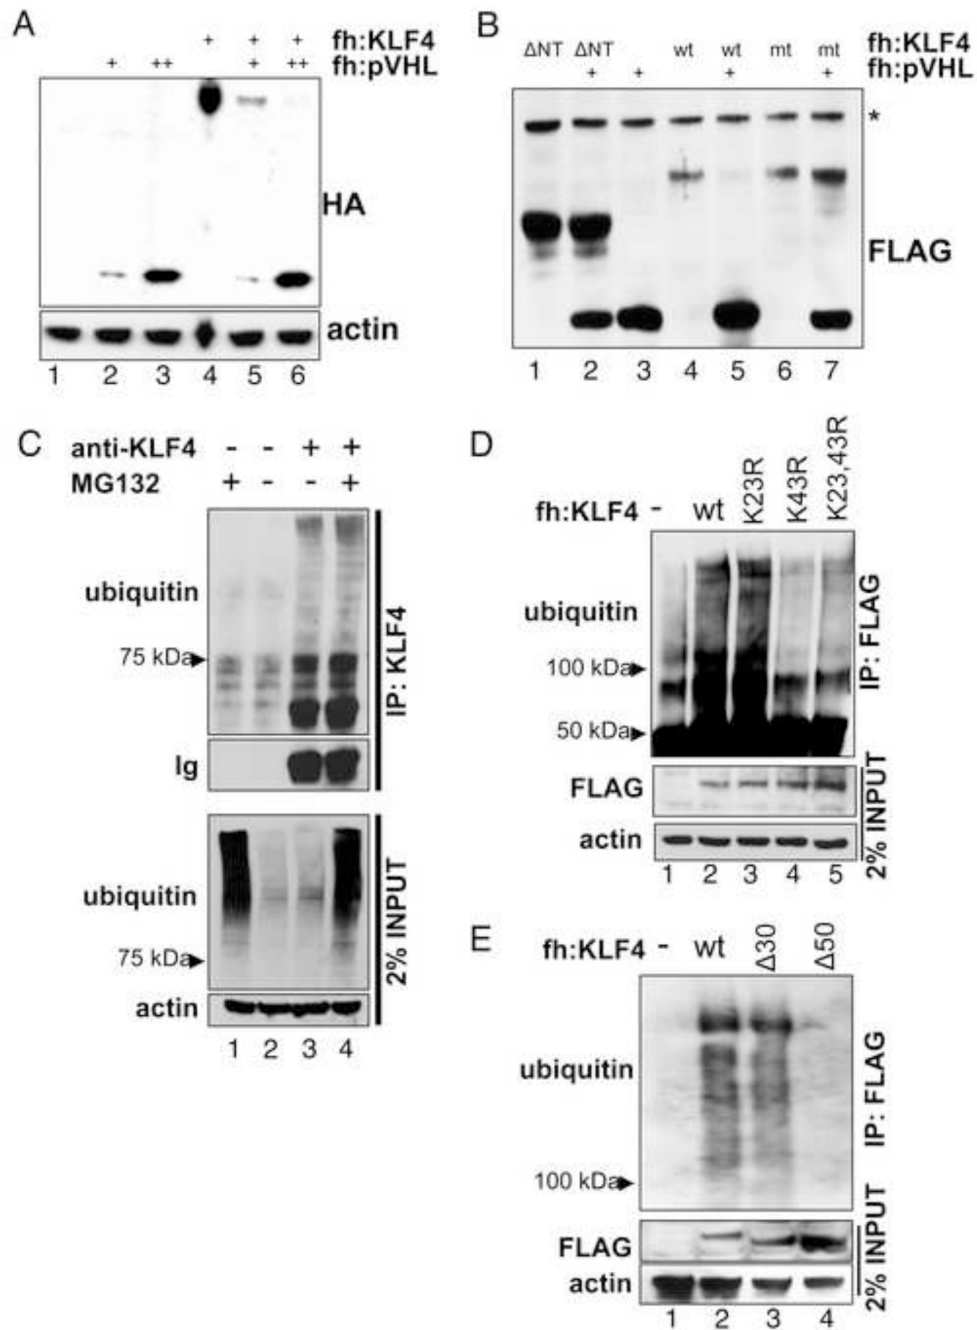 A
+ + + fh:KLF4
+ ++ + ++ fh:pVHL
HA
actin
1 2 3 4 5 6
B
ΔNT ΔNT wt wt mt mt fh:KLF4
+ + + + fh:pVHL
*
FLAG
1 2 3 4 5 6 7
C
anti-KLF4 - - + +
MG132 + - - +
ubiquitin
75 kDa
IP: KLF4
Ig
ubiquitin
75 kDa
2% INPUT
actin
1 2 3 4
D
fh:KLF4 - wt K23R K43R K23,43R
ubiquitin
100 kDa
IP: FLAG
50 kDa
FLAG
actin
2% INPUT
1 2 3 4 5
E
fh:KLF4 - wt Δ30 Δ50
ubiquitin
IP: FLAG
100 kDa
FLAG
actin
2% INPUT
1 2 3 4